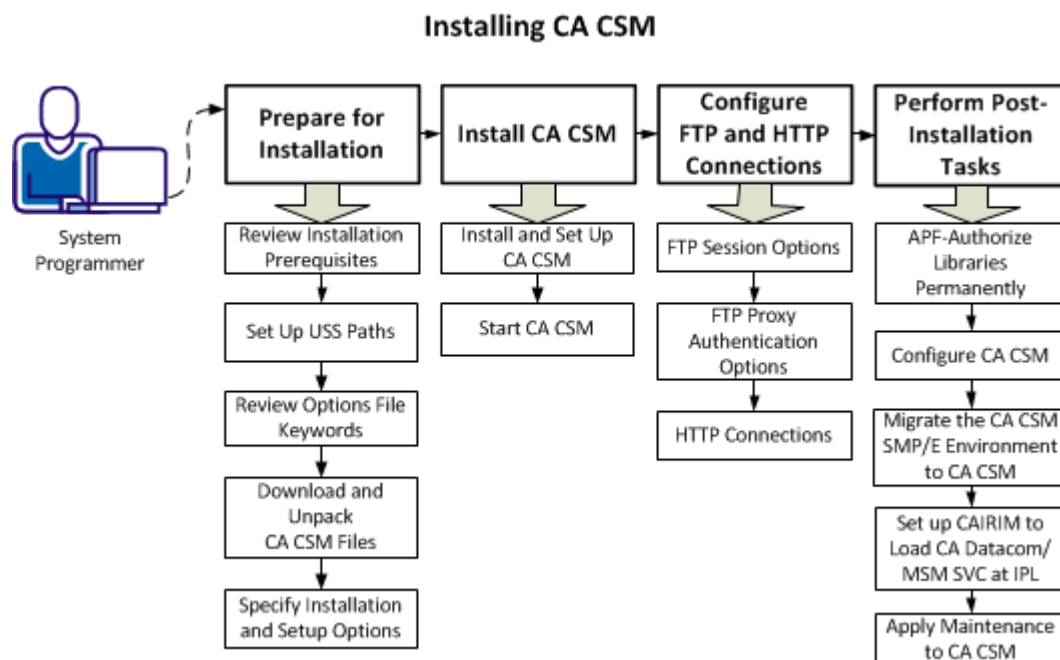 Installing CA CSM
System
Programmer
Prepare for
Installation
Review Installation
Prerequisites
Set Up USS Paths
Review Options File
Keywords
Download and
Unpack
CA CSM Files
Specify Installation
and Setup Options
Install CA CSM
Install and Set Up
CA CSM
Start CA CSM
Configure
FTP and HTTP
Connections
FTP Session Options
FTP Proxy
Authentication
Options
HTTP Connections
Perform Post-
Installation
Tasks
APF-Authorize
Libraries
Permanently
Configure CA CSM
Migrate the CA CSM
SMP/E Environment
to CA CSM
Set up CAIRIM to
Load CA Datacom/
MSM SVC at IPL
Apply Maintenance
to CA CSM